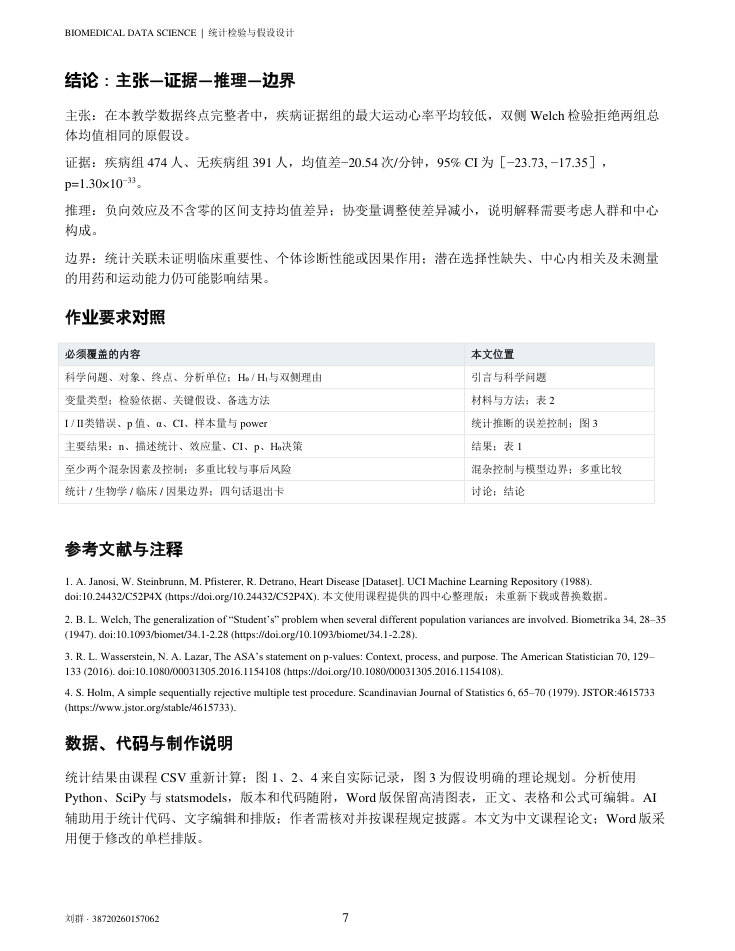 BIOMEDICAL DATA SCIENCE | 统计检验与假设设计
结论：主张—证据—推理—边界
主张：在本教学数据终点完整者中，疾病证据组的最大运动心率平均较低，双侧 Welch 检验拒绝两组总
体均值相同的原假设。
证据：疾病组 474 人、无疾病组 391 人，均值差−20.54 次/分钟，95% CI 为［−23.73, −17.35］，
p=1.30×10⁻³³。
推理：负向效应及不含零的区间支持均值差异；协变量调整使差异减小，说明解释需要考虑人群和中心
构成。
边界：统计关联未证明临床重要性、个体诊断性能或因果作用；潜在选择性缺失、中心内相关及未测量
的用药和运动能力仍可能影响结果。
作业要求对照
必须覆盖的内容 本文位置
科学问题、对象、终点、分析单位；H₀ / H₁与双侧理由 引言与科学问题
变量类型；检验依据、关键假设、备选方法 材料与方法；表 2
I / II类错误、p 值、α、CI、样本量与 power 统计推断的误差控制；图 3
主要结果：n、描述统计、效应量、CI、p、H₀决策 结果；表 1
至少两个混杂因素及控制；多重比较与事后风险 混杂控制与模型边界；多重比较
统计 / 生物学 / 临床 / 因果边界；四句话退出卡 讨论；结论
参考文献与注释
1. A. Janosi, W. Steinbrunn, M. Pfisterer, R. Detrano, Heart Disease [Dataset]. UCI Machine Learning Repository (1988).
doi:10.24432/C52P4X (https://doi.org/10.24432/C52P4X). 本文使用课程提供的四中心整理版；未重新下载或替换数据。
2. B. L. Welch, The generalization of “Student’s” problem when several different population variances are involved. Biometrika 34, 28–35
(1947). doi:10.1093/biomet/34.1-2.28 (https://doi.org/10.1093/biomet/34.1-2.28).
3. R. L. Wasserstein, N. A. Lazar, The ASA’s statement on p-values: Context, process, and purpose. The American Statistician 70, 129–
133 (2016). doi:10.1080/00031305.2016.1154108 (https://doi.org/10.1080/00031305.2016.1154108).
4. S. Holm, A simple sequentially rejective multiple test procedure. Scandinavian Journal of Statistics 6, 65–70 (1979). JSTOR:4615733
(https://www.jstor.org/stable/4615733).
数据、代码与制作说明
统计结果由课程 CSV 重新计算；图 1、2、4 来自实际记录，图 3 为假设明确的理论规划。分析使用
Python、SciPy 与 statsmodels，版本和代码随附，Word 版保留高清图表，正文、表格和公式可编辑。AI
辅助用于统计代码、文字编辑和排版；作者需核对并按课程规定披露。本文为中文课程论文；Word 版采
用便于修改的单栏排版。
刘群 · 38720260157062 7